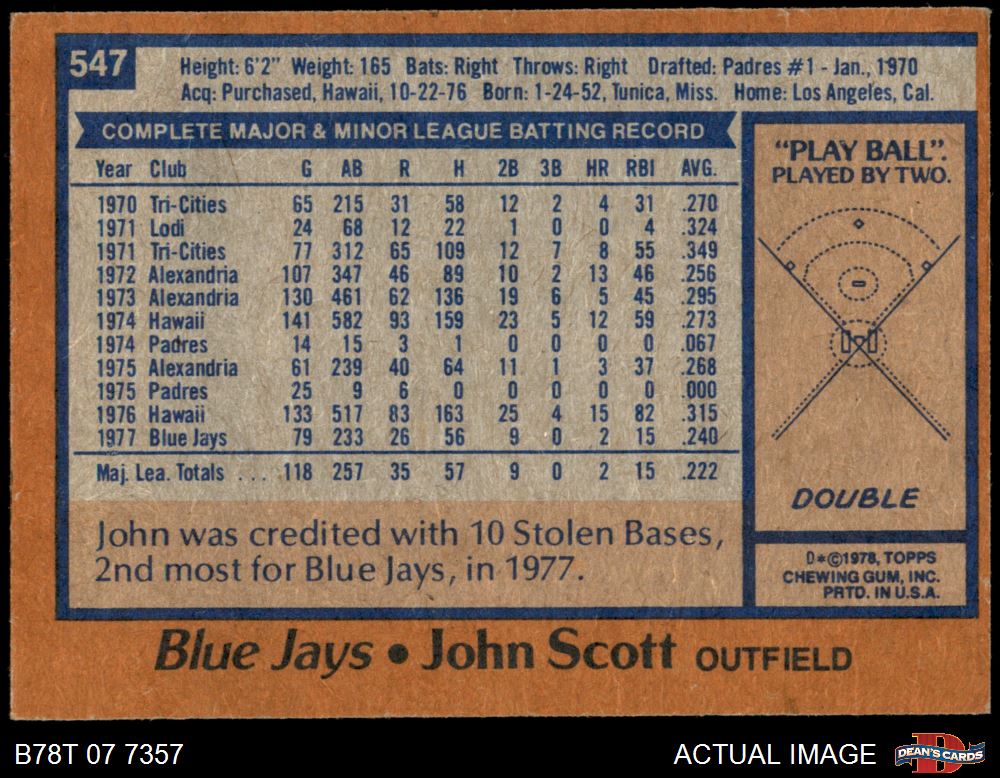 547
Height: 6'2" Weight: 165 Bats: Right Throws: Right Drafted: Padres #1 - Jan., 1970
Acq: Purchased, Hawaii, 10-22-76 Born: 1-24-52, Tunica, Miss. Home: Los Angeles, Cal.
COMPLETE MAJOR & MINOR LEAGUE BATTING RECORD
Year Club G AB R H 2B 3B HR RBI AVG.
1970 Tri-Cities 65 215 31 58 12 2 4 31 .270
1971 Lodi 24 68 12 22 1 0 0 4 .324
1971 Tri-Cities 77 312 65 109 12 7 8 55 .349
1972 Alexandria 107 347 46 89 10 2 13 46 .256
1973 Alexandria 130 461 62 136 19 6 5 45 .295
1974 Hawaii 141 582 93 159 23 5 12 59 .273
1974 Padres 14 15 3 1 0 0 0 0 .067
1975 Alexandria 61 239 40 64 11 1 3 37 .268
1975 Padres 25 9 6 0 0 0 0 0 .000
1976 Hawaii 133 517 83 163 25 4 15 82 .315
1977 Blue Jays 79 233 26 56 9 0 2 15 .240
Maj. Lea. Totals . . . 118 257 35 57 9 0 2 15 .222
John was credited with 10 Stolen Bases,
2nd most for Blue Jays, in 1977.
"PLAY BALL".
PLAYED BY TWO.
DOUBLE
D*©1978, TOPPS
CHEWING GUM, INC.
PRTD. IN U.S.A.
Blue Jays • John Scott OUTFIELD
B78T 07 7357
ACTUAL IMAGE
D
DEAN'S CARDS